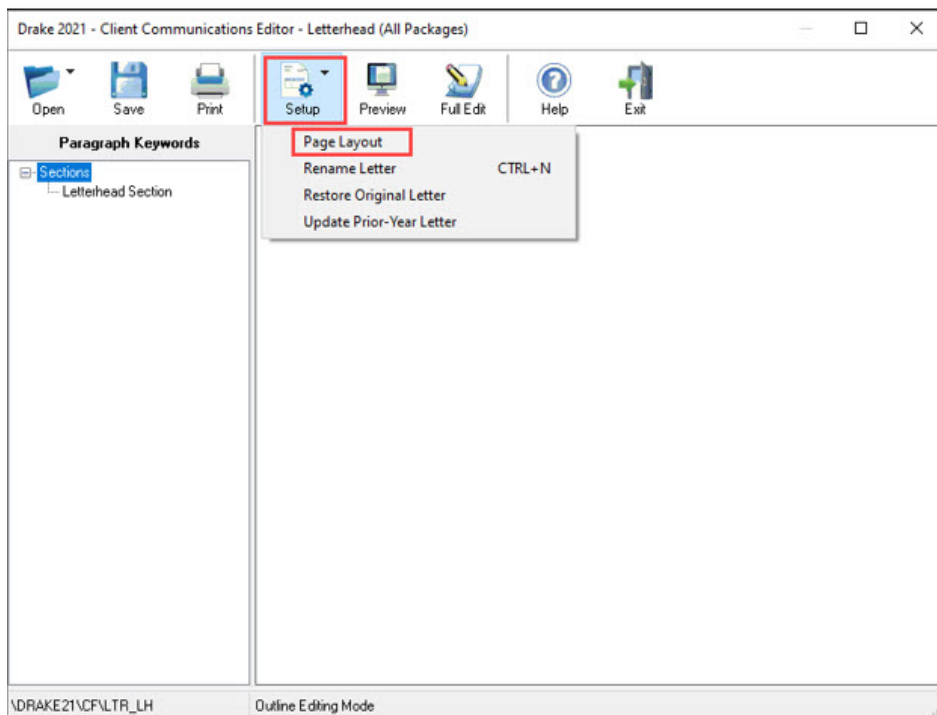 Drake 2021 - Client Communications Editor - Letterhead (All Packages)
Open Save Print Setup Preview Full Edit Help Exit
Paragraph Keywords
Sections
Letterhead Section
Page Layout
Rename Letter CTRL+N
Restore Original Letter
Update Prior-Year Letter
\DRAKE21\CF\LTR_LH Outline Editing Mode